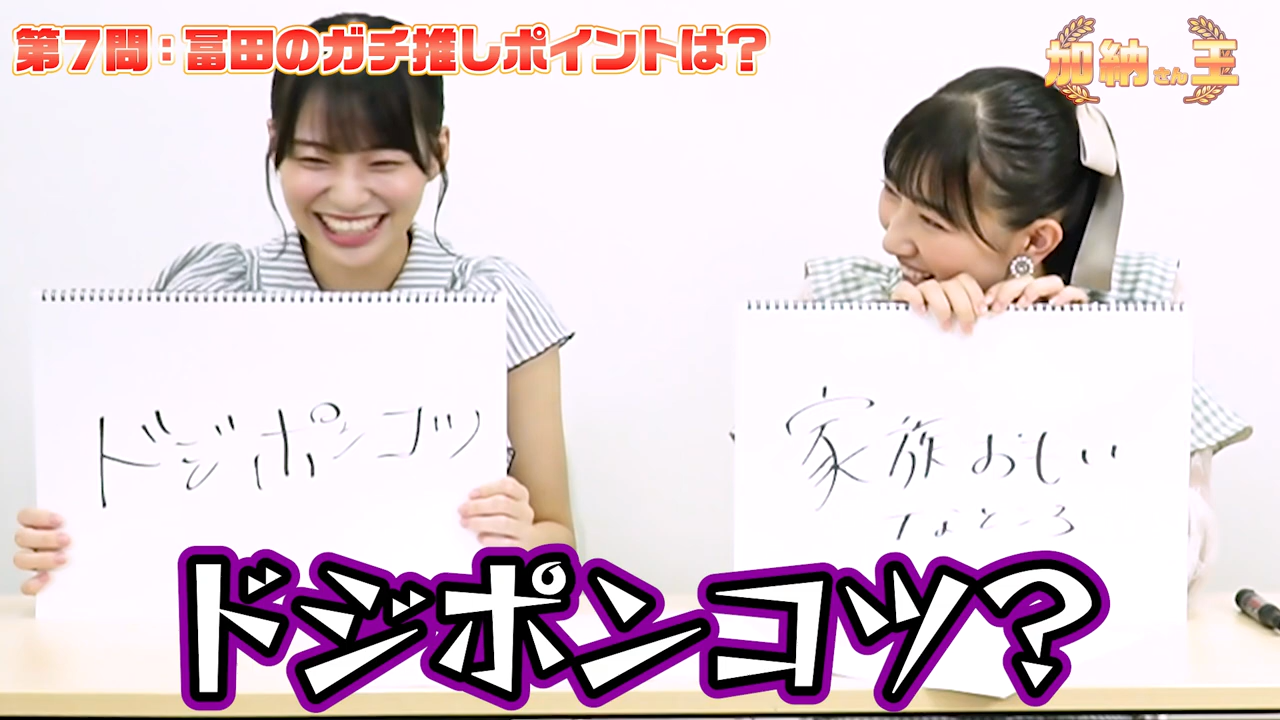 第7問：冨田のガチ推しポイントは？
加納さん王
ドジポンコツ
家族おもい
なところ
ドジポンコツ？